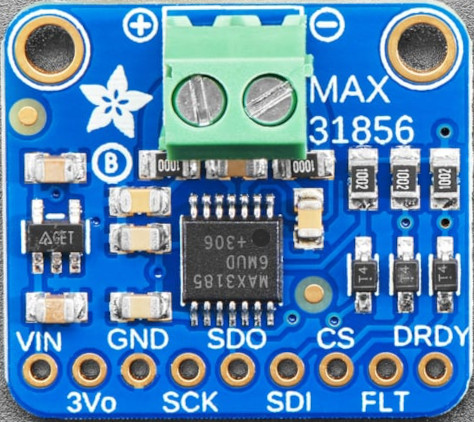 + −
MAX
31856
B
1000 1000
1002 1002 1002
GET
MAX3185
6MUD
+306
T4 T4 T4
VIN GND SDO CS DRDY
3Vo SCK SDI FLT